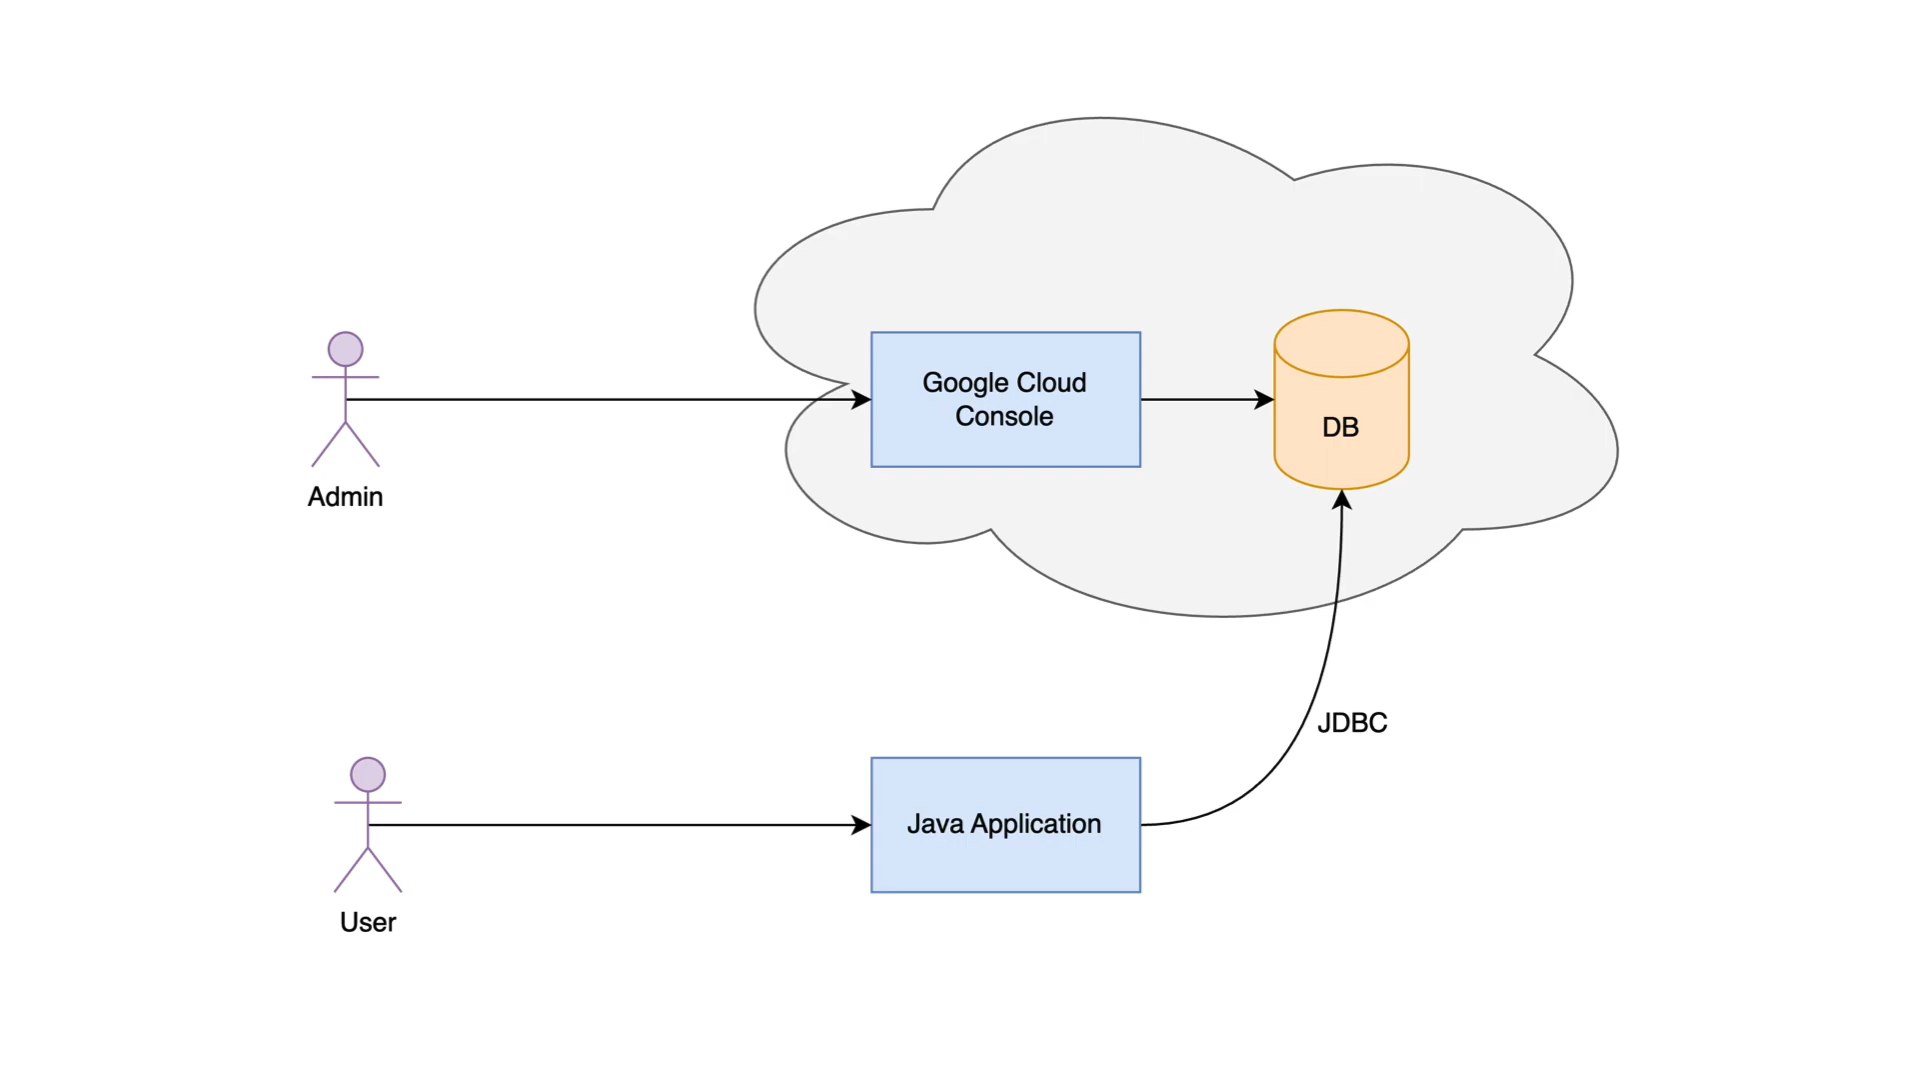 Google Cloud
Console
DB
Admin
JDBC
Java Application
User